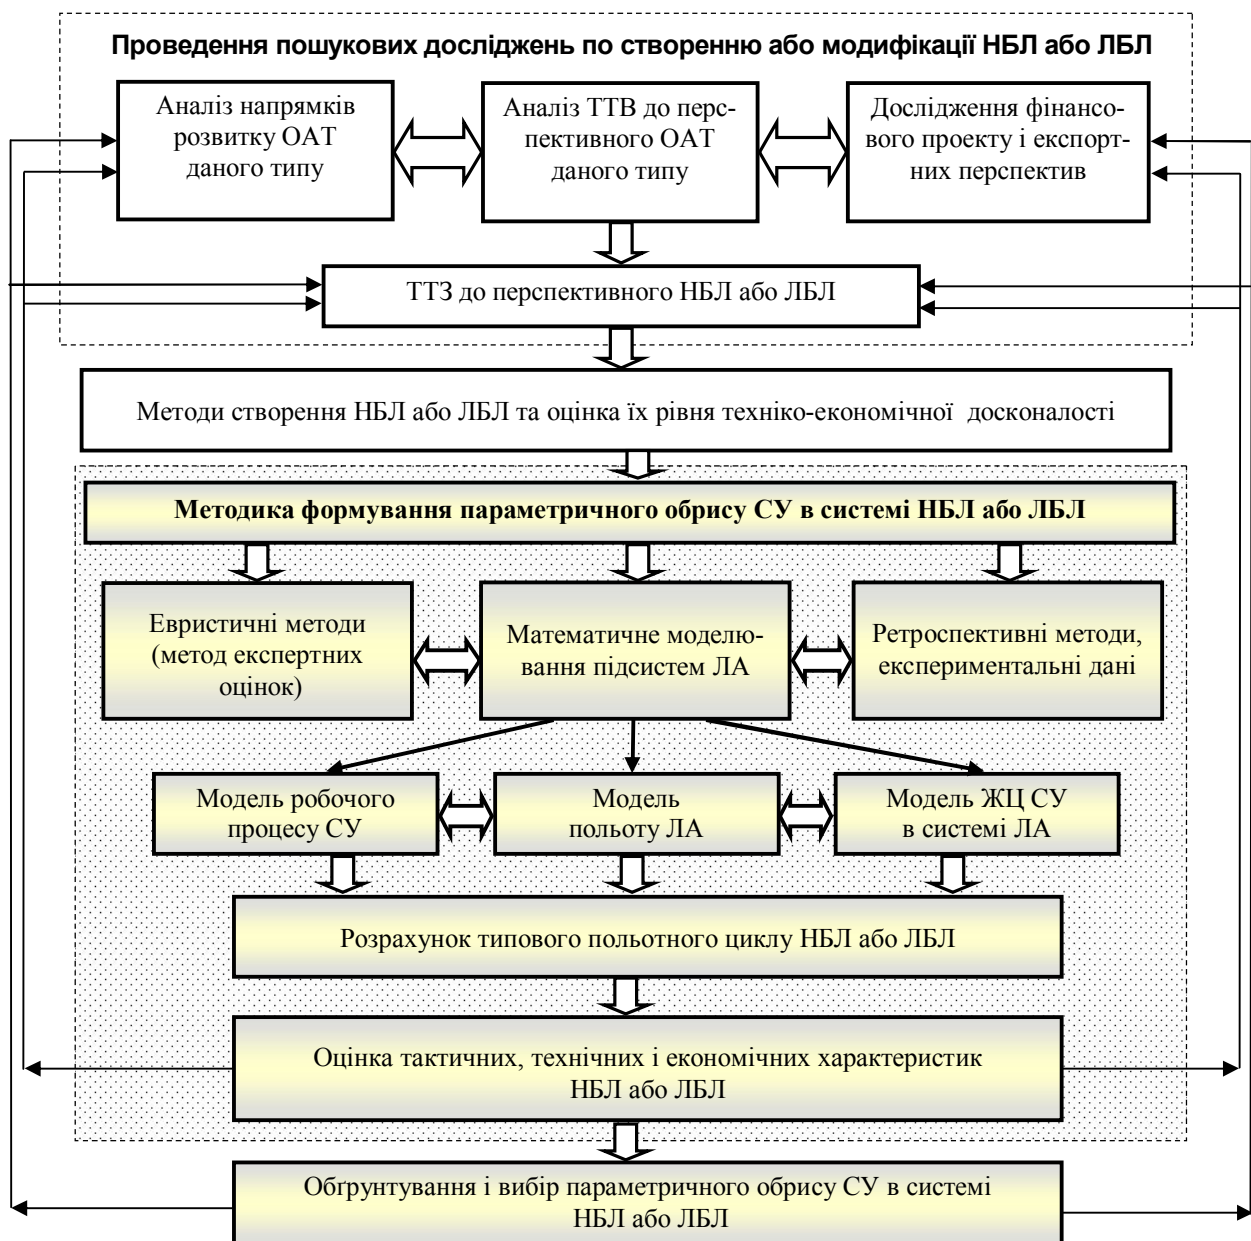 Проведення пошукових досліджень по створенню або модифікації НБЛ або ЛБЛ
Аналіз напрямків
розвитку ОАТ
даного типу
Аналіз ТТВ до перс-
пективного ОАТ
даного типу
Дослідження фінансо-
вого проекту і експорт-
них перспектив
ТТЗ до перспективного НБЛ або ЛБЛ
Методи створення НБЛ або ЛБЛ та оцінка їх рівня техніко-економічної досконалості
Методика формування параметричного обрису СУ в системі НБЛ або ЛБЛ
Евристичні методи
(метод експертних
оцінок)
Математичне моделю-
вання підсистем ЛА
Ретроспективні методи,
експериментальні дані
Модель робочого
процесу СУ
Модель
польоту ЛА
Модель ЖЦ СУ
в системі ЛА
Розрахунок типового польотного циклу НБЛ або ЛБЛ
Оцінка тактичних, технічних і економічних характеристик
НБЛ або ЛБЛ
Обґрунтування і вибір параметричного обрису СУ в системі
НБЛ або ЛБЛ